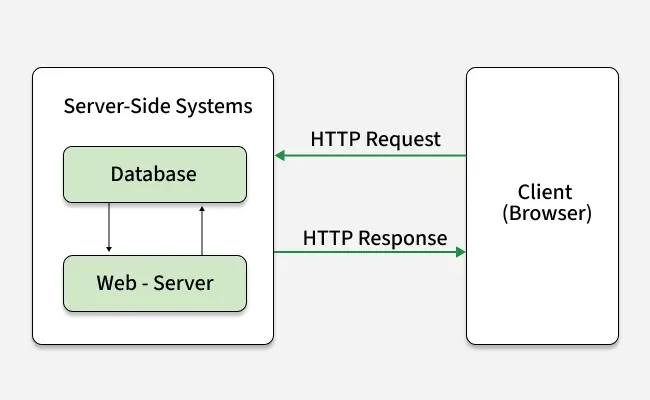 Server-Side Systems
Database
Web - Server
HTTP Request
HTTP Response
Client
(Browser)